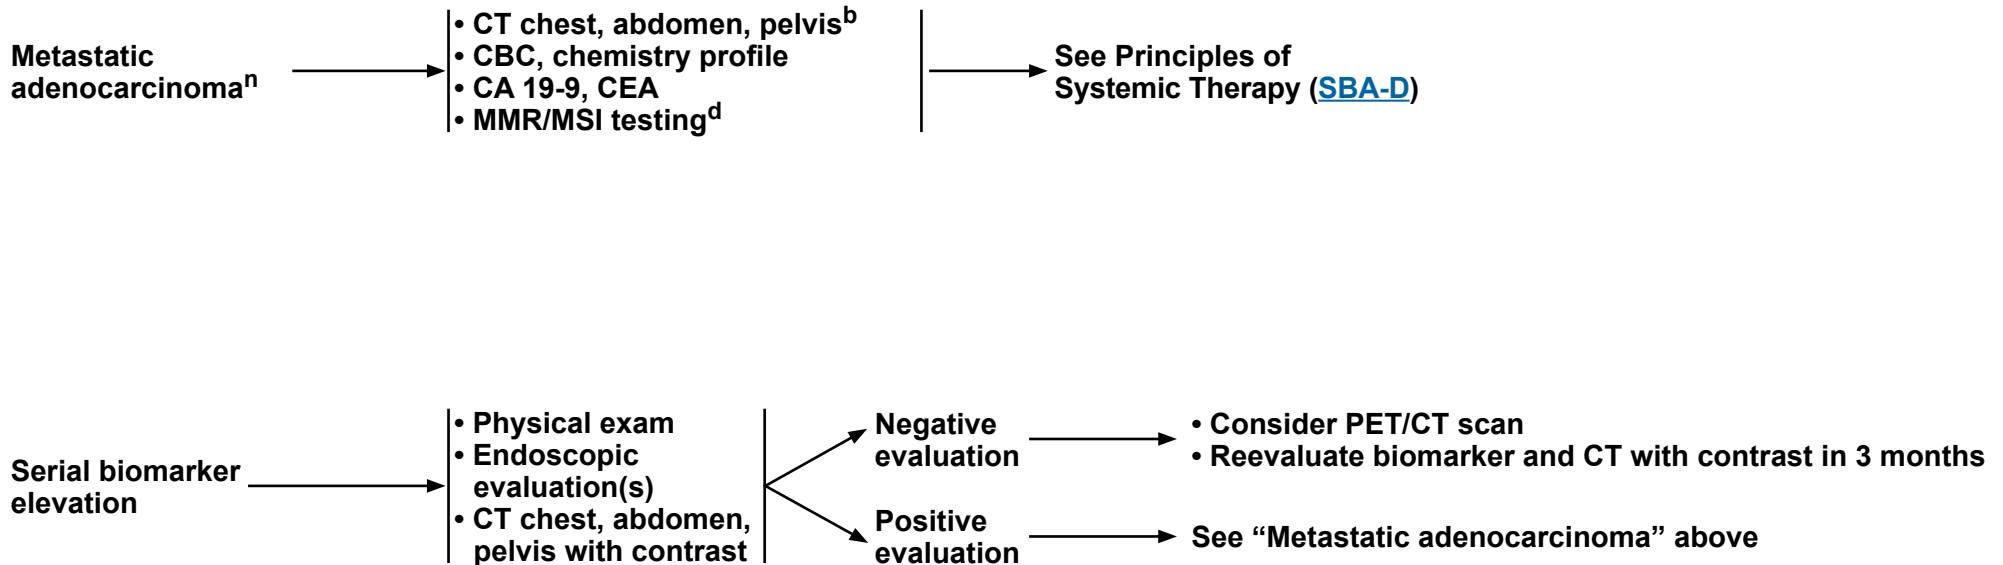 Metastatic
adenocarcinomaⁿ
• CT chest, abdomen, pelvisᵇ
• CBC, chemistry profile
• CA 19-9, CEA
• MMR/MSI testingᵈ
See Principles of
Systemic Therapy (SBA-D)
Serial biomarker
elevation
• Physical exam
• Endoscopic
evaluation(s)
• CT chest, abdomen,
pelvis with contrast
Negative
evaluation
• Consider PET/CT scan
• Reevaluate biomarker and CT with contrast in 3 months
Positive
evaluation
See “Metastatic adenocarcinoma” above